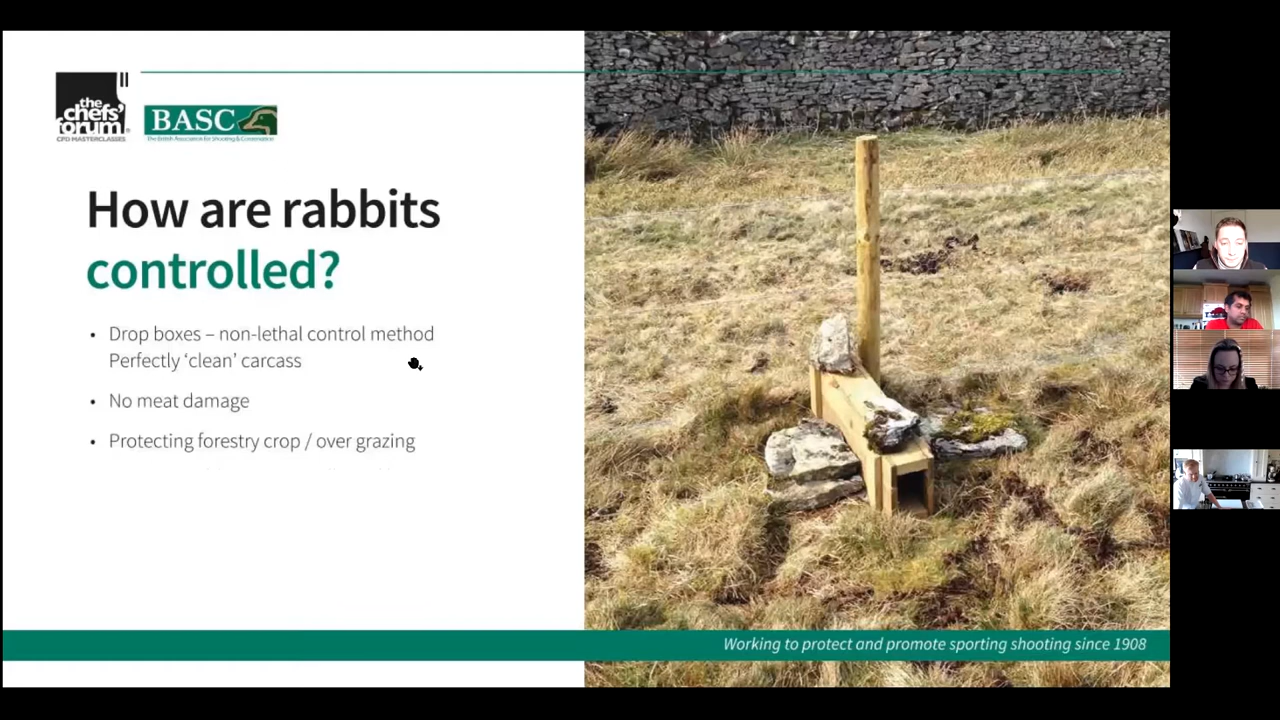 the
chefs'
forum
CPD MASTERCLASSES
BASC
The British Association for Shooting & Conservation
How are rabbits
controlled?
• Drop boxes – non-lethal control method
Perfectly ‘clean’ carcass
• No meat damage
• Protecting forestry crop / over grazing
Working to protect and promote sporting shooting since 1908